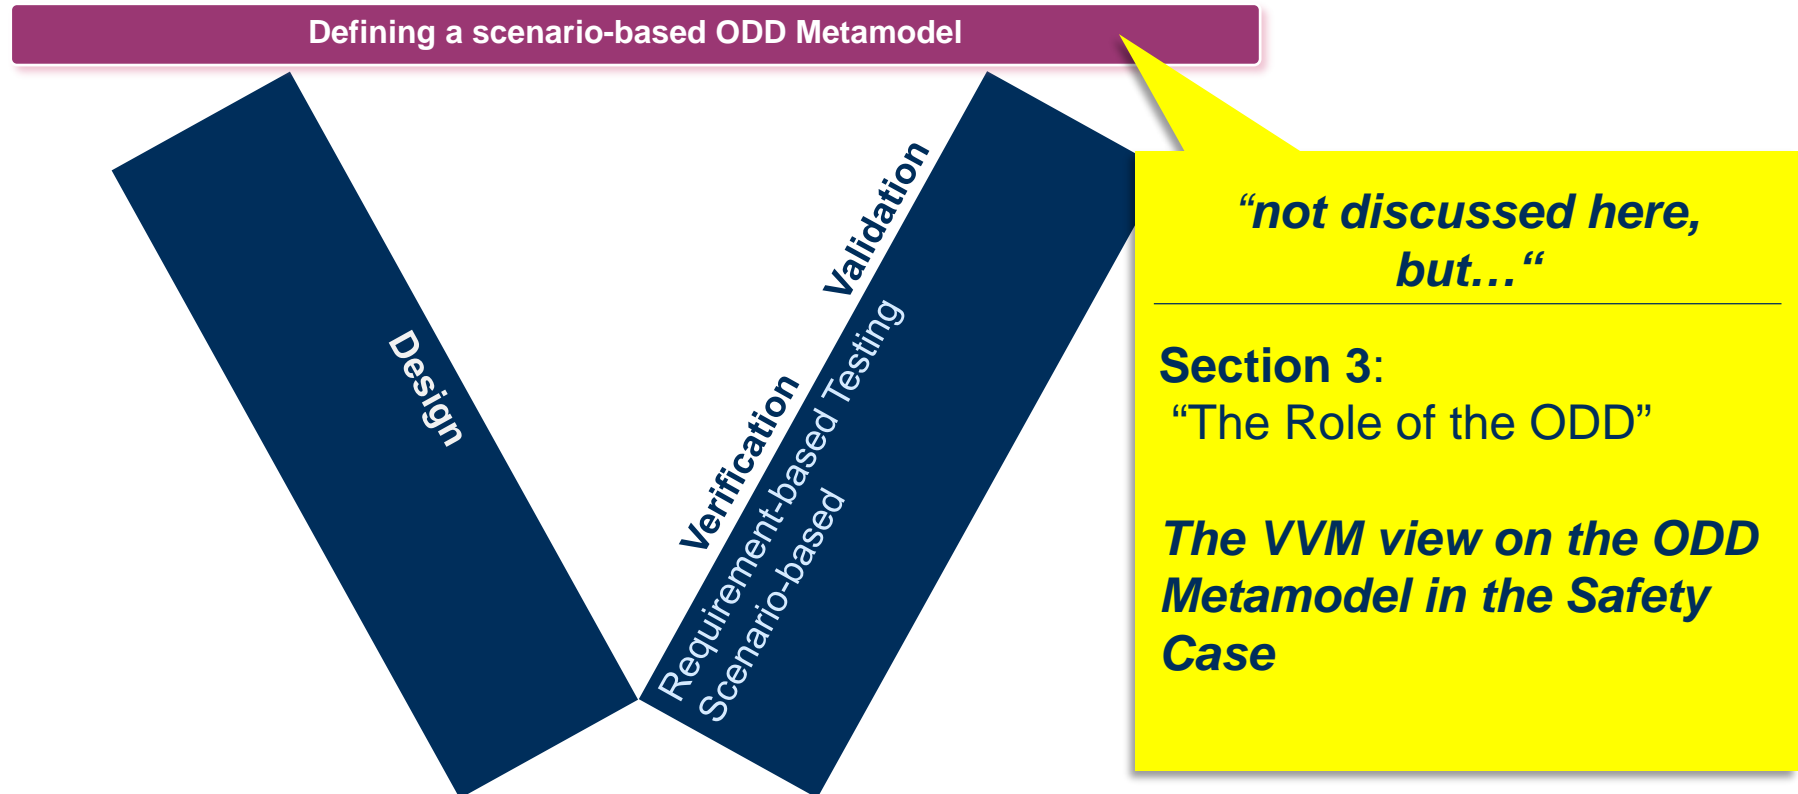 Defining a scenario-based ODD Metamodel
Design
Validation
Verification
Requirement-based Testing
Scenario-based
“not discussed here,
but…“
Section 3:
“The Role of the ODD”
The VVM view on the ODD
Metamodel in the Safety
Case